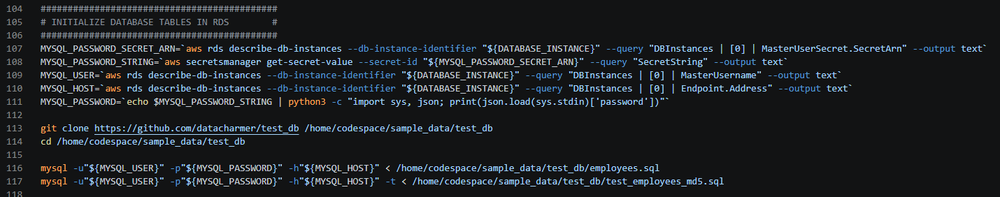 104 ###########################################
105 # INITIALIZE DATABASE TABLES IN RDS        #
106 ###########################################
107 MYSQL_PASSWORD_SECRET_ARN=`aws rds describe-db-instances --db-instance-identifier "${DATABASE_INSTANCE}" --query "DBInstances | [0] | MasterUserSecret.SecretArn" --output text`
108 MYSQL_PASSWORD_STRING=`aws secretsmanager get-secret-value --secret-id "${MYSQL_PASSWORD_SECRET_ARN}" --query "SecretString" --output text`
109 MYSQL_USER=`aws rds describe-db-instances --db-instance-identifier "${DATABASE_INSTANCE}" --query "DBInstances | [0] | MasterUsername" --output text`
110 MYSQL_HOST=`aws rds describe-db-instances --db-instance-identifier "${DATABASE_INSTANCE}" --query "DBInstances | [0] | Endpoint.Address" --output text`
111 MYSQL_PASSWORD=`echo $MYSQL_PASSWORD_STRING | python3 -c "import sys, json; print(json.load(sys.stdin)['password'])"`
112
113 git clone https://github.com/datacharmer/test_db /home/codespace/sample_data/test_db
114 cd /home/codespace/sample_data/test_db
115
116 mysql -u"${MYSQL_USER}" -p"${MYSQL_PASSWORD}" -h"${MYSQL_HOST}" < /home/codespace/sample_data/test_db/employees.sql
117 mysql -u"${MYSQL_USER}" -p"${MYSQL_PASSWORD}" -h"${MYSQL_HOST}" -t < /home/codespace/sample_data/test_db/test_employees_md5.sql
118